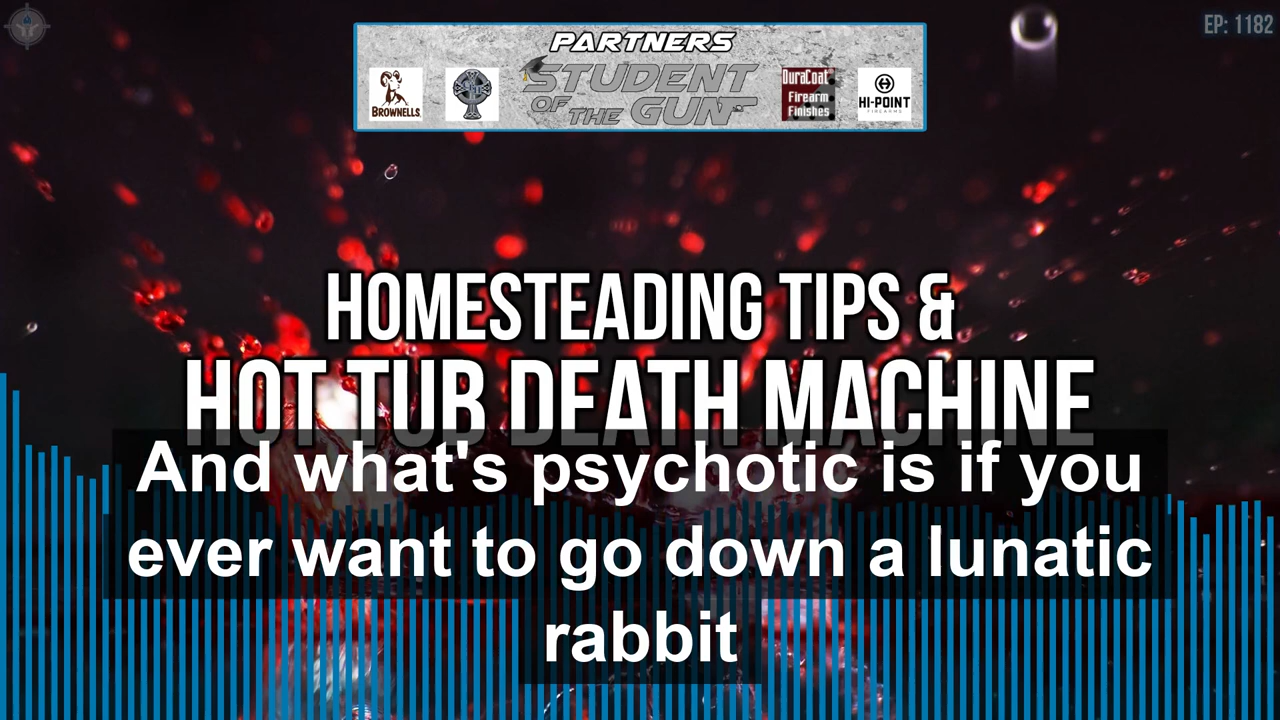 EP: 1182
PARTNERS
STUDENT
OF THE GUN
BROWNELLS
DuraCoat
Firearm
Finishes
HI-POINT
FIREARMS
HOMESTEADING TIPS &
HOT TUB DEATH MACHINE
And what's psychotic is if you
ever want to go down a lunatic
rabbit